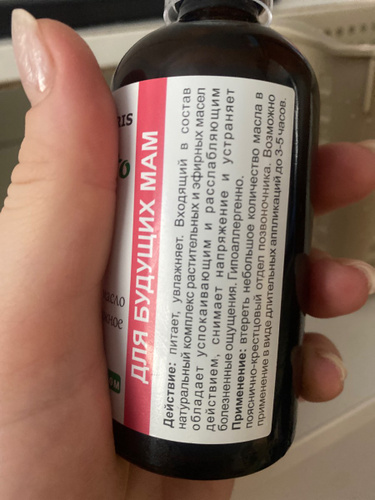 ДЛЯ БУДУЩИХ МАМ
Действие: питает, увлажняет. Входящий в состав
натуральный комплекс растительных и эфирных масел
обладает успокаивающим и расслабляющим
действием, снимает напряжение и устраняет
болезненные ощущения. Гипоаллергенно.
Применение: втереть небольшое количество масла в
пояснично-крестцовый отдел позвоночника. Возможно
применение в виде длительных аппликаций до 3-5 часов.